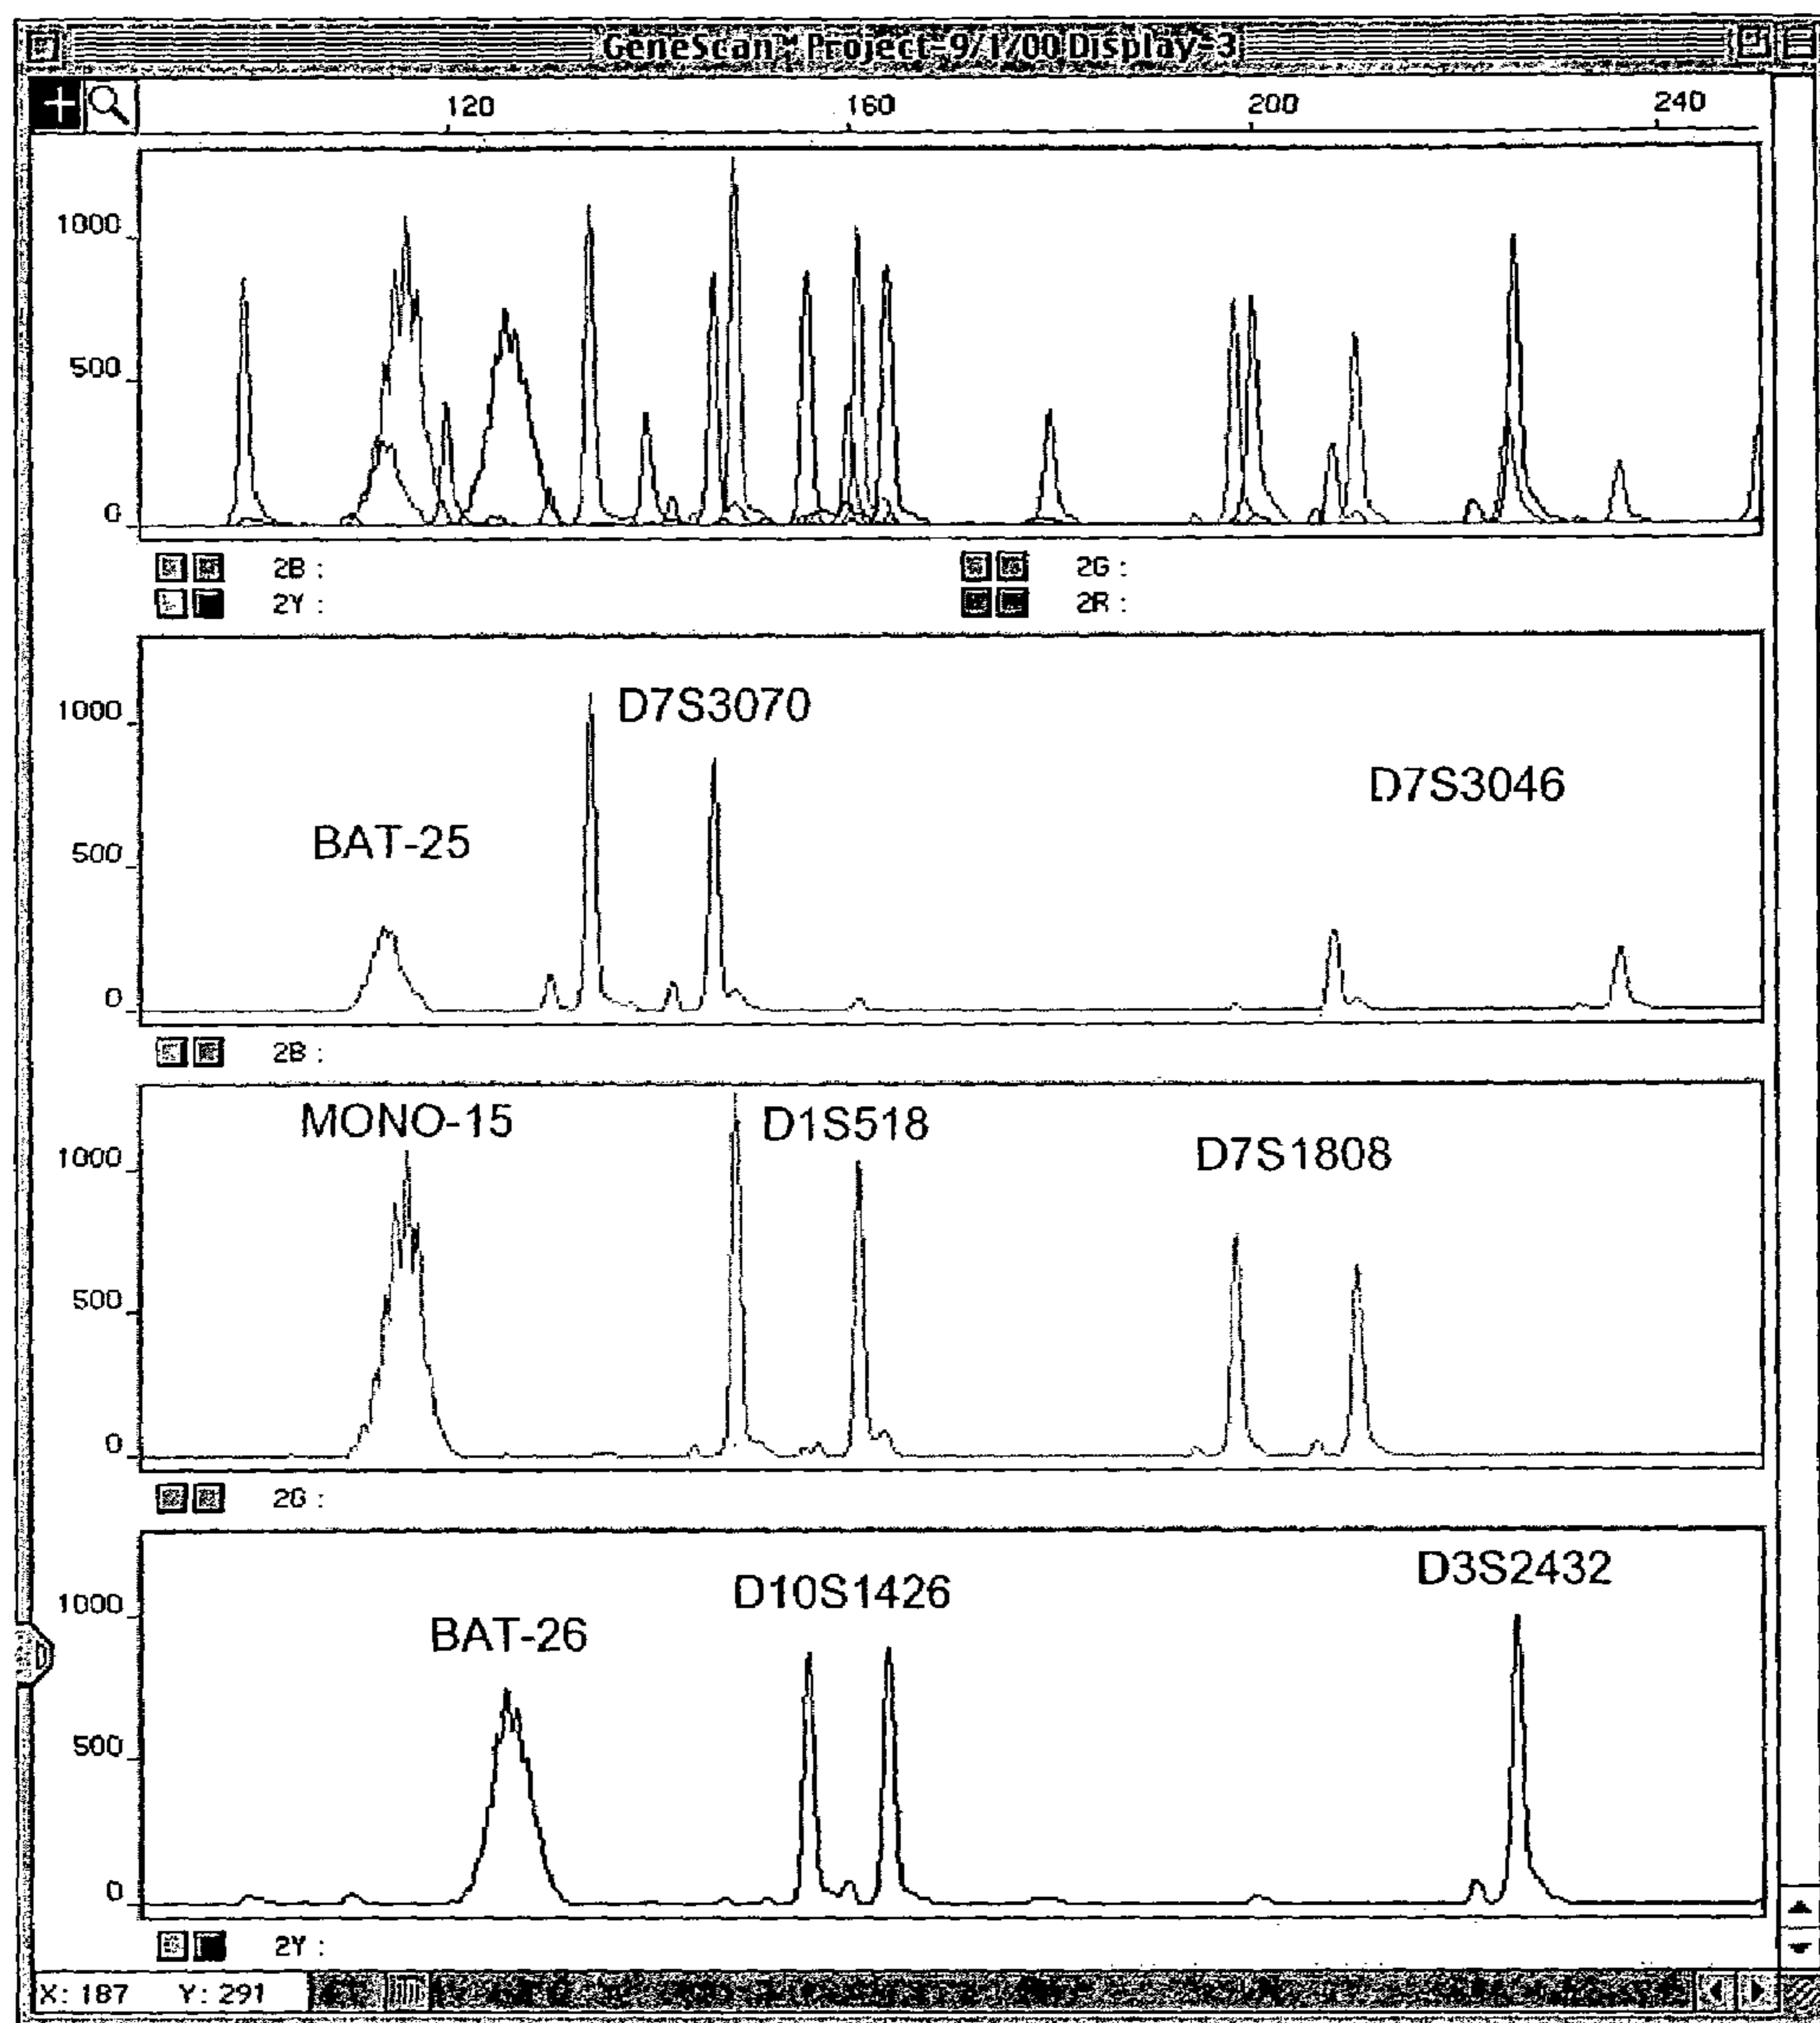 GeneScan™ Project-9/1/00 Display-3
120 160 200 240
1000
500
0
2B : 2G :
2Y : 2R :
D7S3070
D7S3046
1000
BAT-25
500
0
2B :
MONO-15 D1S518 D7S1808
1000
500
0
2G :
D10S1426 D3S2432
1000
BAT-26
500
0
2Y :
X: 187 Y: 291